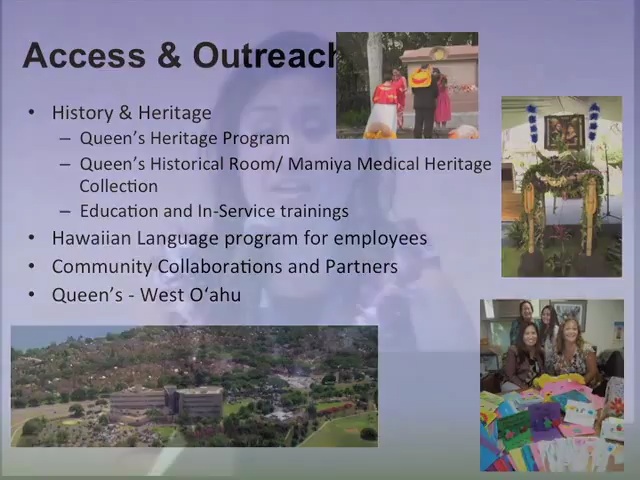 Access & Outreach
• History & Heritage
– Queen's Heritage Program
– Queen's Historical Room/ Mamiya Medical Heritage
Collection
– Education and In-Service trainings
• Hawaiian Language program for employees
• Community Collaborations and Partners
• Queen's - West Oʻahu